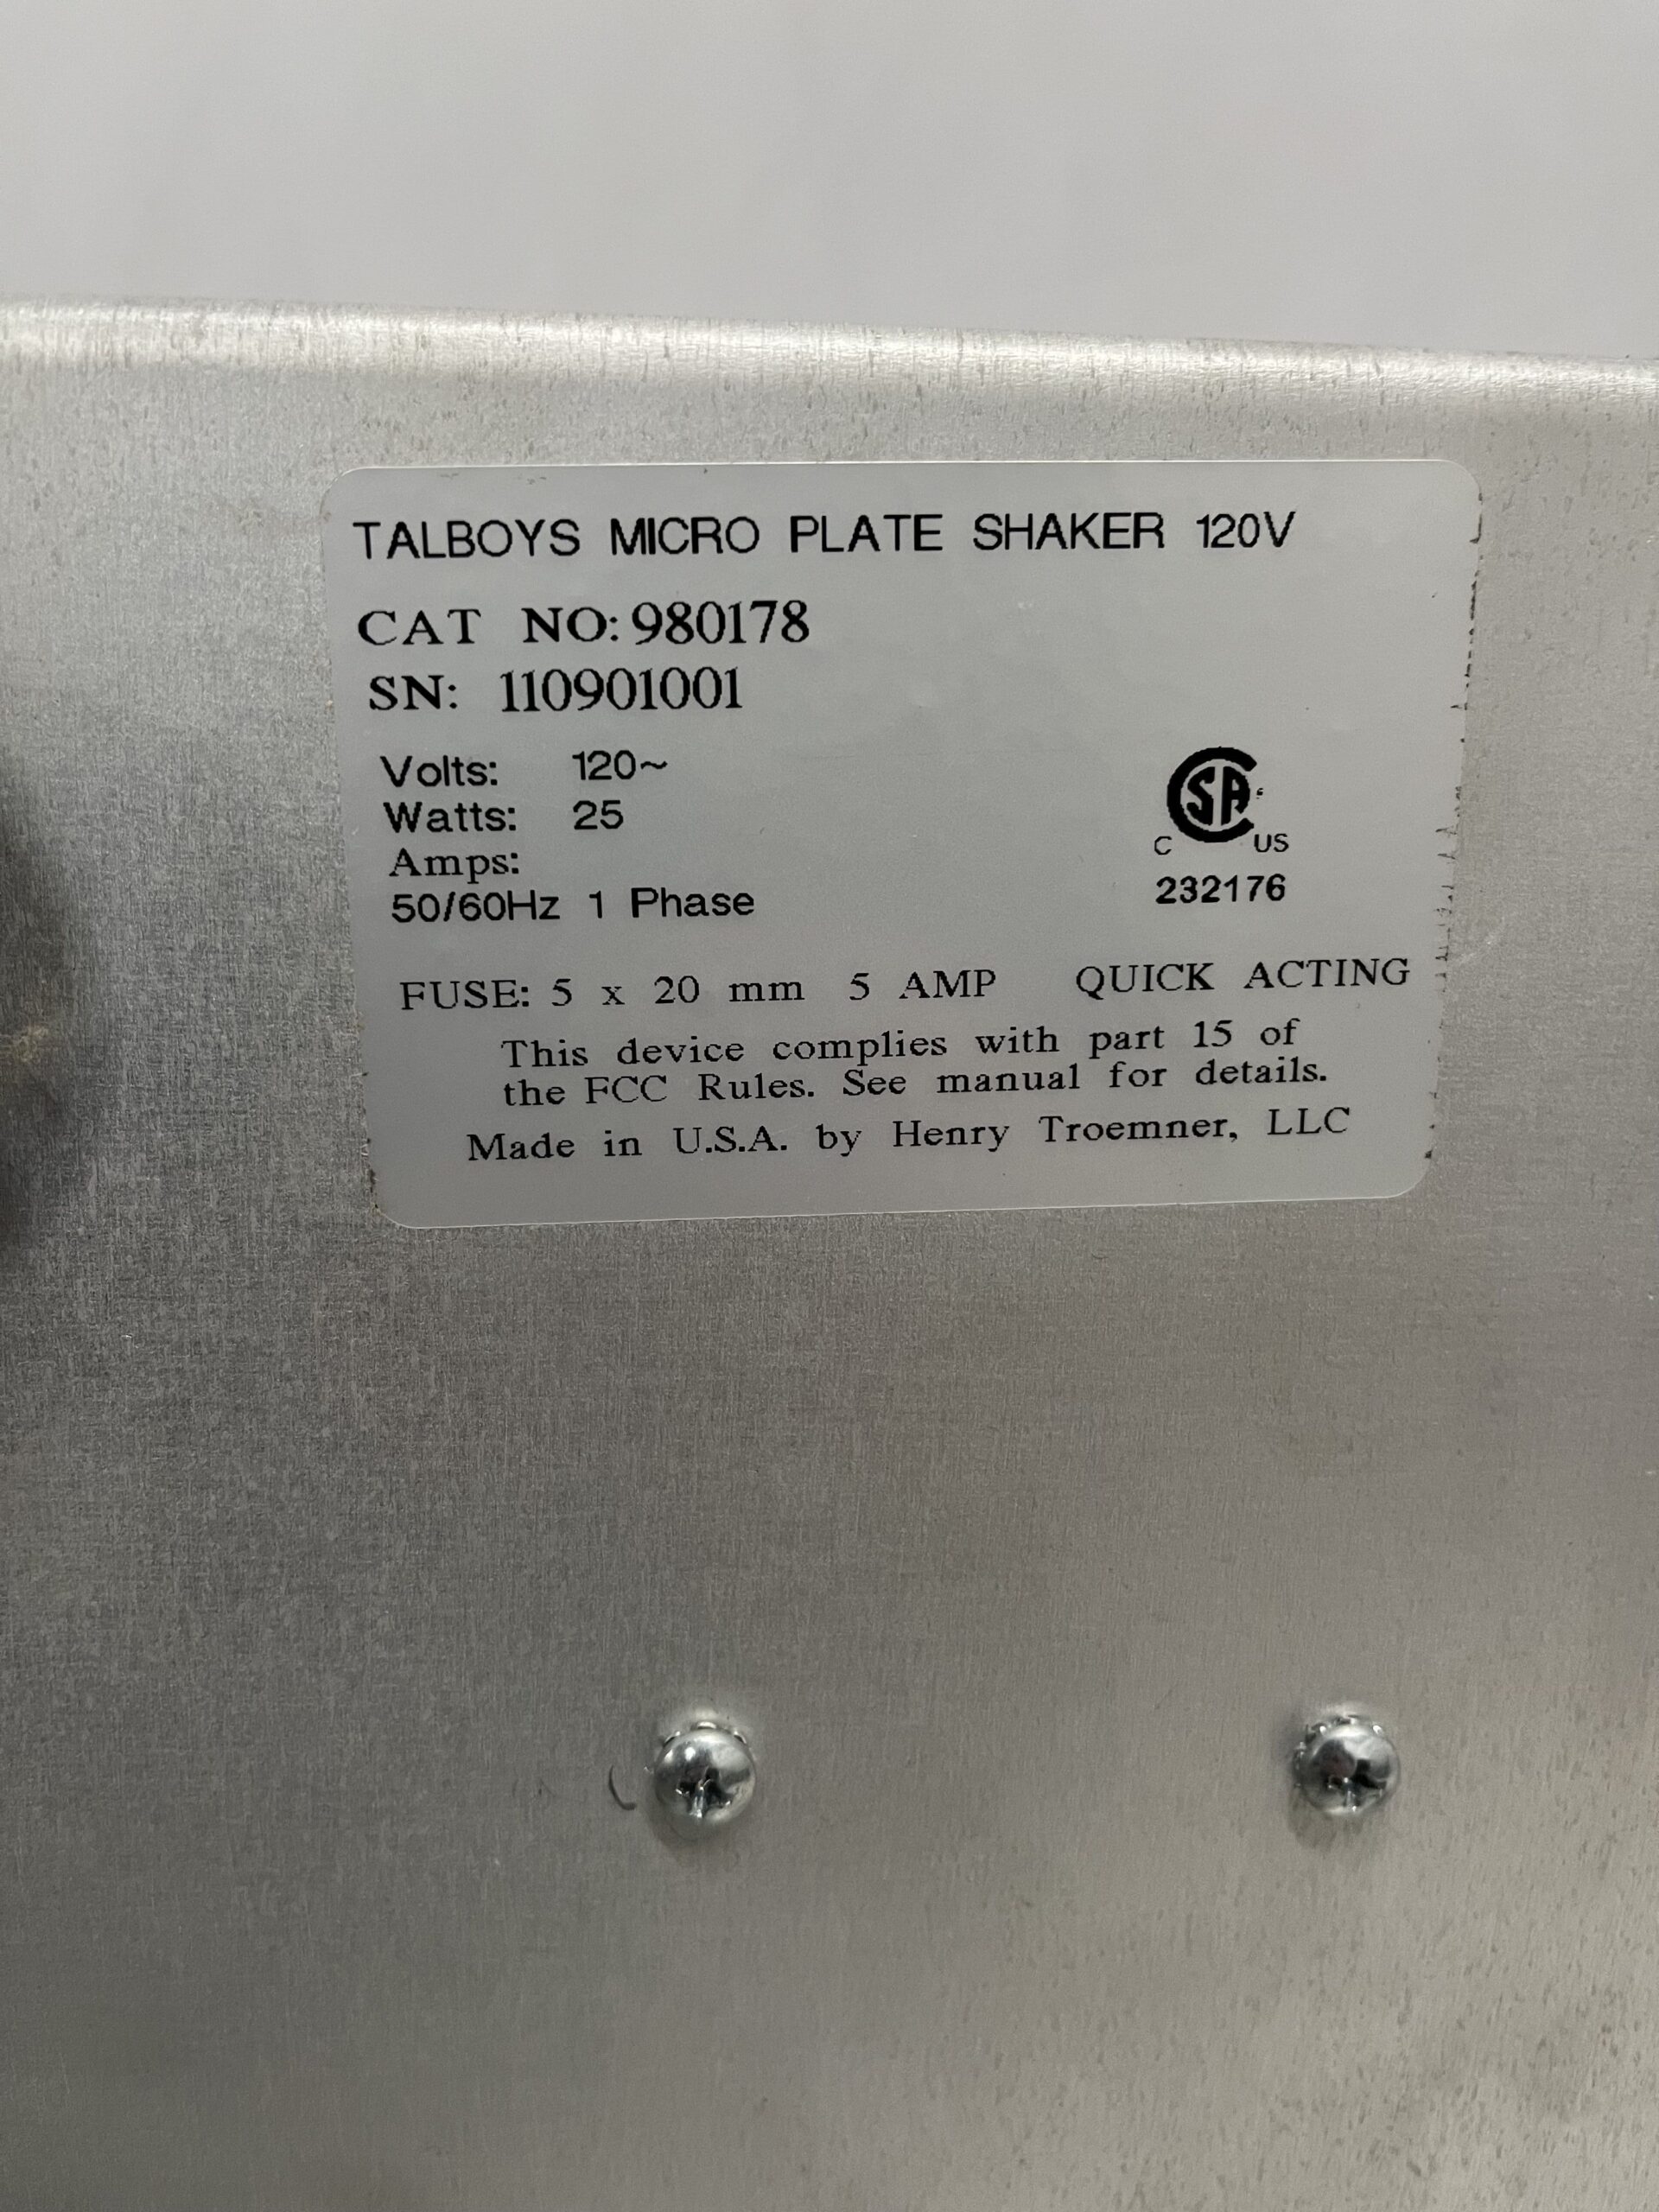 TALBOYS MICRO PLATE SHAKER 120V
CAT NO: 980178
SN: 110901001
Volts: 120~
Watts: 25
Amps:
50/60Hz 1 Phase
CSA
C US
232176
FUSE: 5 x 20 mm 5 AMP QUICK ACTING
This device complies with part 15 of
the FCC Rules. See manual for details.
Made in U.S.A. by Henry Troemner, LLC